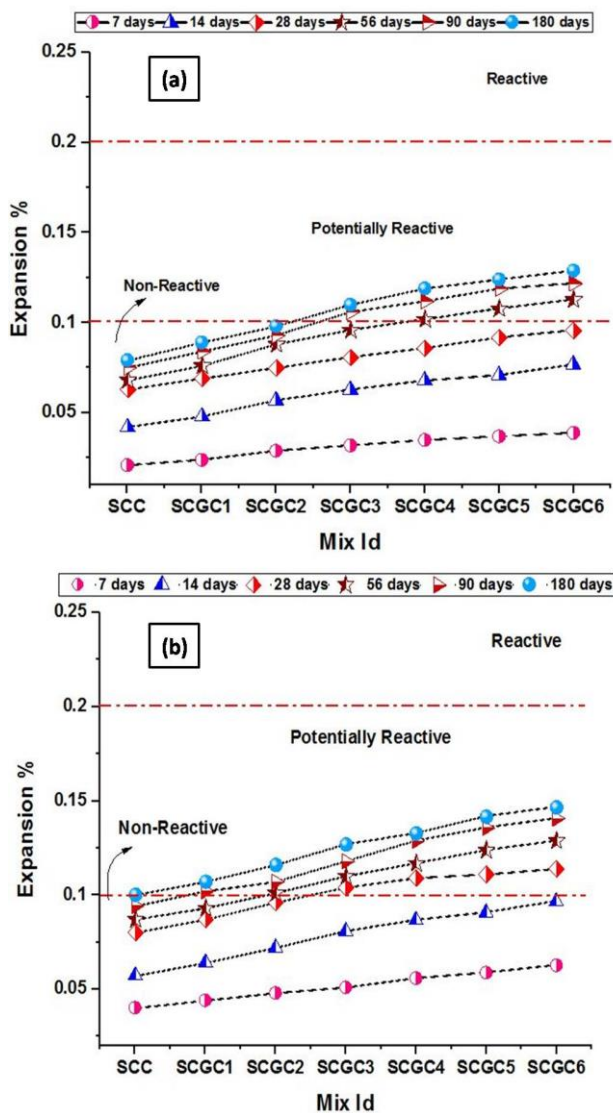 7 days 14 days 28 days 56 days 90 days 180 days
0.25
(a)
Reactive
0.2
Expansion %
0.15
Potentially Reactive
Non-Reactive
0.1
0.05
SCC SCGC1 SCGC2 SCGC3 SCGC4 SCGC5 SCGC6
Mix Id
7 days 14 days 28 days 56 days 90 days 180 days
0.25
(b)
Reactive
0.2
Potentially Reactive
Expansion %
0.15
Non-Reactive
0.1
0.05
SCC SCGC1 SCGC2 SCGC3 SCGC4 SCGC5 SCGC6
Mix Id